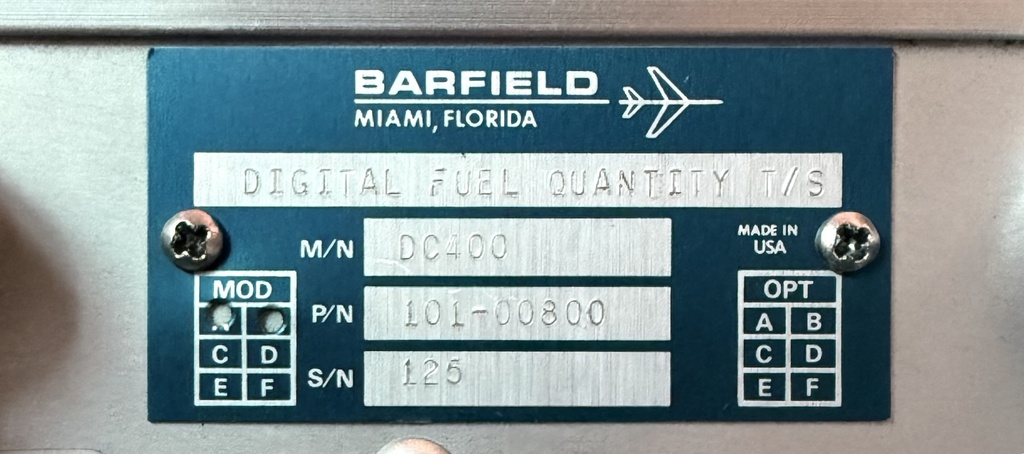 BARFIELD
MIAMI, FLORIDA
DIGITAL FUEL QUANTITY T/S
M/N DC400
MADE IN
USA
P/N 101-00800
S/N 125
MOD
C D
E F
OPT
A B
C D
E F